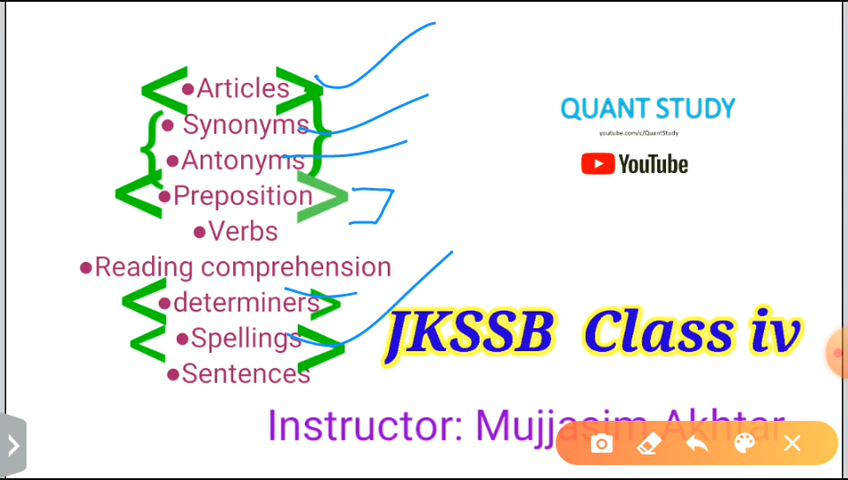 •Articles
• Synonyms
•Antonyms
•Preposition
•Verbs
•Reading comprehension
•determiners
•Spellings
•Sentences
QUANT STUDY
youtube.com/c/QuantStudy
YouTube
JKSSB Class iv
Instructor: Mujjasim Akhtar